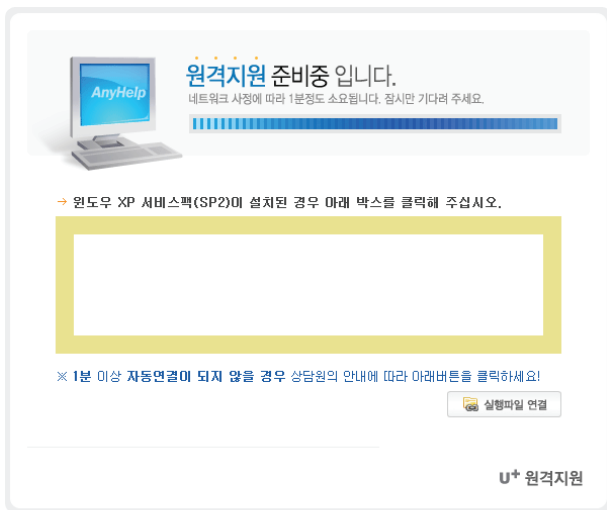 AnyHelp
원격지원 준비중 입니다.
네트워크 사정에 따라 1분정도 소요됩니다. 잠시만 기다려 주세요.
→ 윈도우 XP 서비스팩(SP2)이 설치된 경우 아래 박스를 클릭해 주십시오.
※ 1분 이상 자동연결이 되지 않을 경우 상담원의 안내에 따라 아래버튼을 클릭하세요!
실행파일 연결
U+ 원격지원